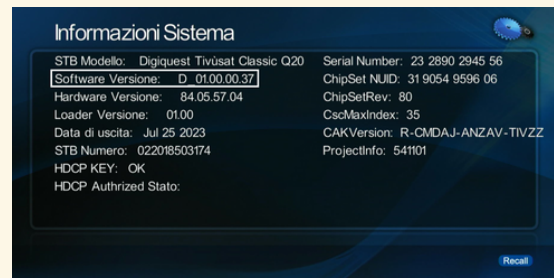 Informazioni Sistema
STB Modello: Digiquest Tivùsat Classic Q20
Software Versione: D_01.00.00.37
Hardware Versione: 84.05.57.04
Loader Versione: 01.00
Data di uscita: Jul 25 2023
STB Numero: 022018503174
HDCP KEY: OK
HDCP Authrized Stato:
Serial Number: 23 2890 2945 56
ChipSet NUID: 31 9054 9596 06
ChipSetRev: 80
CscMaxIndex: 35
CAKVersion: R-CMDAJ-ANZAV-TIVZZ
ProjectInfo: 541101
Recall